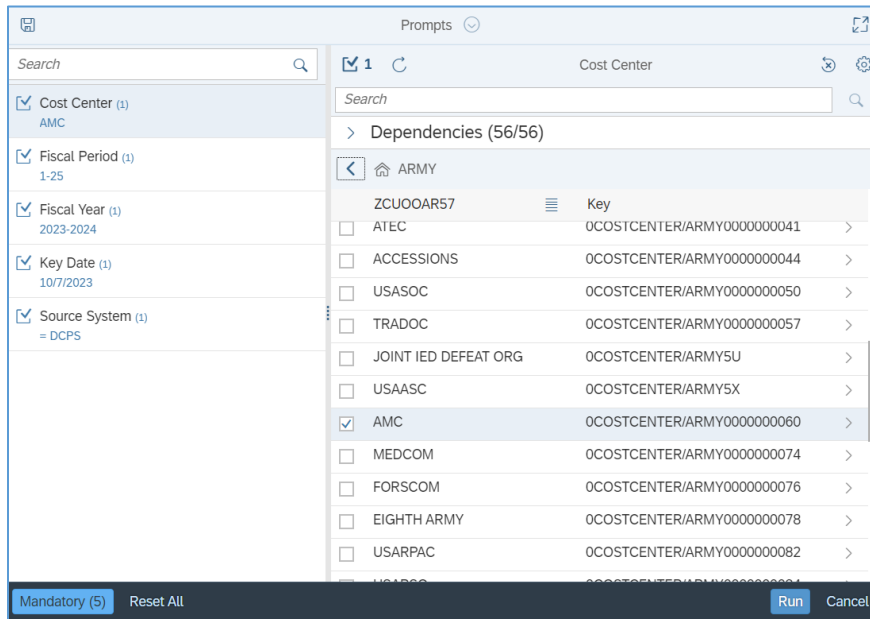 Prompts
Search
Cost Center (1)
AMC
Fiscal Period (1)
1-25
Fiscal Year (1)
2023-2024
Key Date (1)
10/7/2023
Source System (1)
= DCPS
1
Cost Center
Search
Dependencies (56/56)
ARMY
ZCUOOAR57 Key
ATEC 0COSTCENTER/ARMY0000000041
ACCESSIONS 0COSTCENTER/ARMY0000000044
USASOC 0COSTCENTER/ARMY0000000050
TRADOC 0COSTCENTER/ARMY0000000057
JOINT IED DEFEAT ORG 0COSTCENTER/ARMY5U
USAASC 0COSTCENTER/ARMY5X
AMC 0COSTCENTER/ARMY0000000060
MEDCOM 0COSTCENTER/ARMY0000000074
FORSCOM 0COSTCENTER/ARMY0000000076
EIGHTH ARMY 0COSTCENTER/ARMY0000000078
USARPAC 0COSTCENTER/ARMY0000000082
Mandatory (5) Reset All Run Cancel